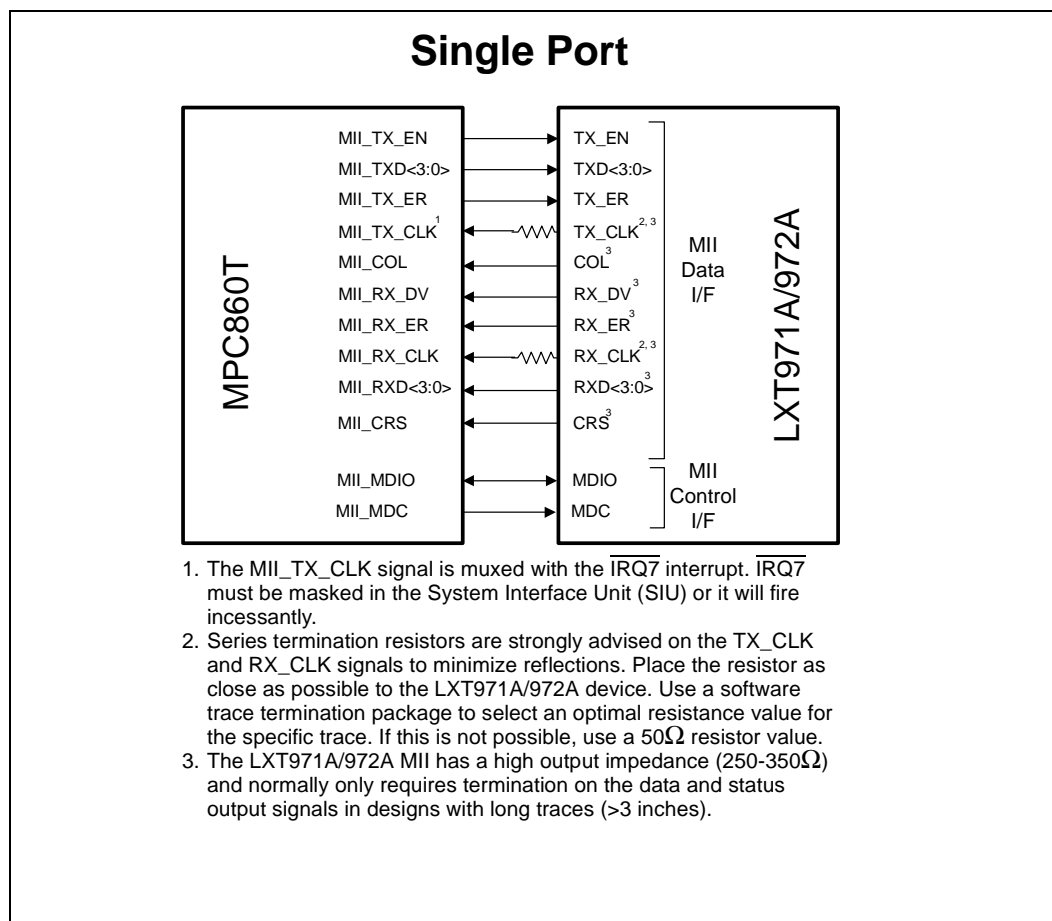 Single Port
MPC860T
MII_TX_EN
MII_TXD<3:0>
MII_TX_ER
MII_TX_CLK¹
MII_COL
MII_RX_DV
MII_RX_ER
MII_RX_CLK
MII_RXD<3:0>
MII_CRS
MII_MDIO
MII_MDC
TX_EN
TXD<3:0>
TX_ER
TX_CLK²,³
COL³
RX_DV³
RX_ER³
RX_CLK²,³
RXD<3:0>³
CRS³
MDIO
MDC
MII
Data
I/F
MII
Control
I/F
LXT971A/972A
1. The MII_TX_CLK signal is muxed with the I̅R̅Q̅7̅ interrupt. I̅R̅Q̅7̅
must be masked in the System Interface Unit (SIU) or it will fire
incessantly.
2. Series termination resistors are strongly advised on the TX_CLK
and RX_CLK signals to minimize reflections. Place the resistor as
close as possible to the LXT971A/972A device. Use a software
trace termination package to select an optimal resistance value for
the specific trace. If this is not possible, use a 50Ω resistor value.
3. The LXT971A/972A MII has a high output impedance (250-350Ω)
and normally only requires termination on the data and status
output signals in designs with long traces (>3 inches).